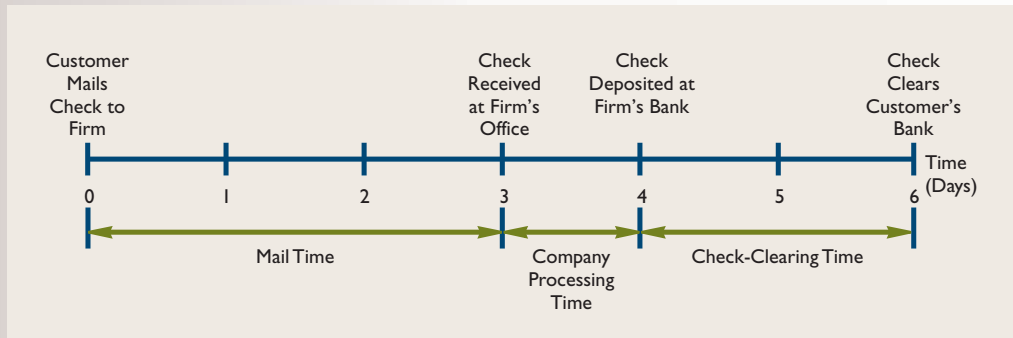 Customer
Mails
Check to
Firm
Check
Received
at Firm's
Office
Check
Deposited at
Firm's Bank
Check
Clears
Customer's
Bank
Time
(Days)
0 1 2 3 4 5 6
Mail Time
Company
Processing
Time
Check-Clearing Time